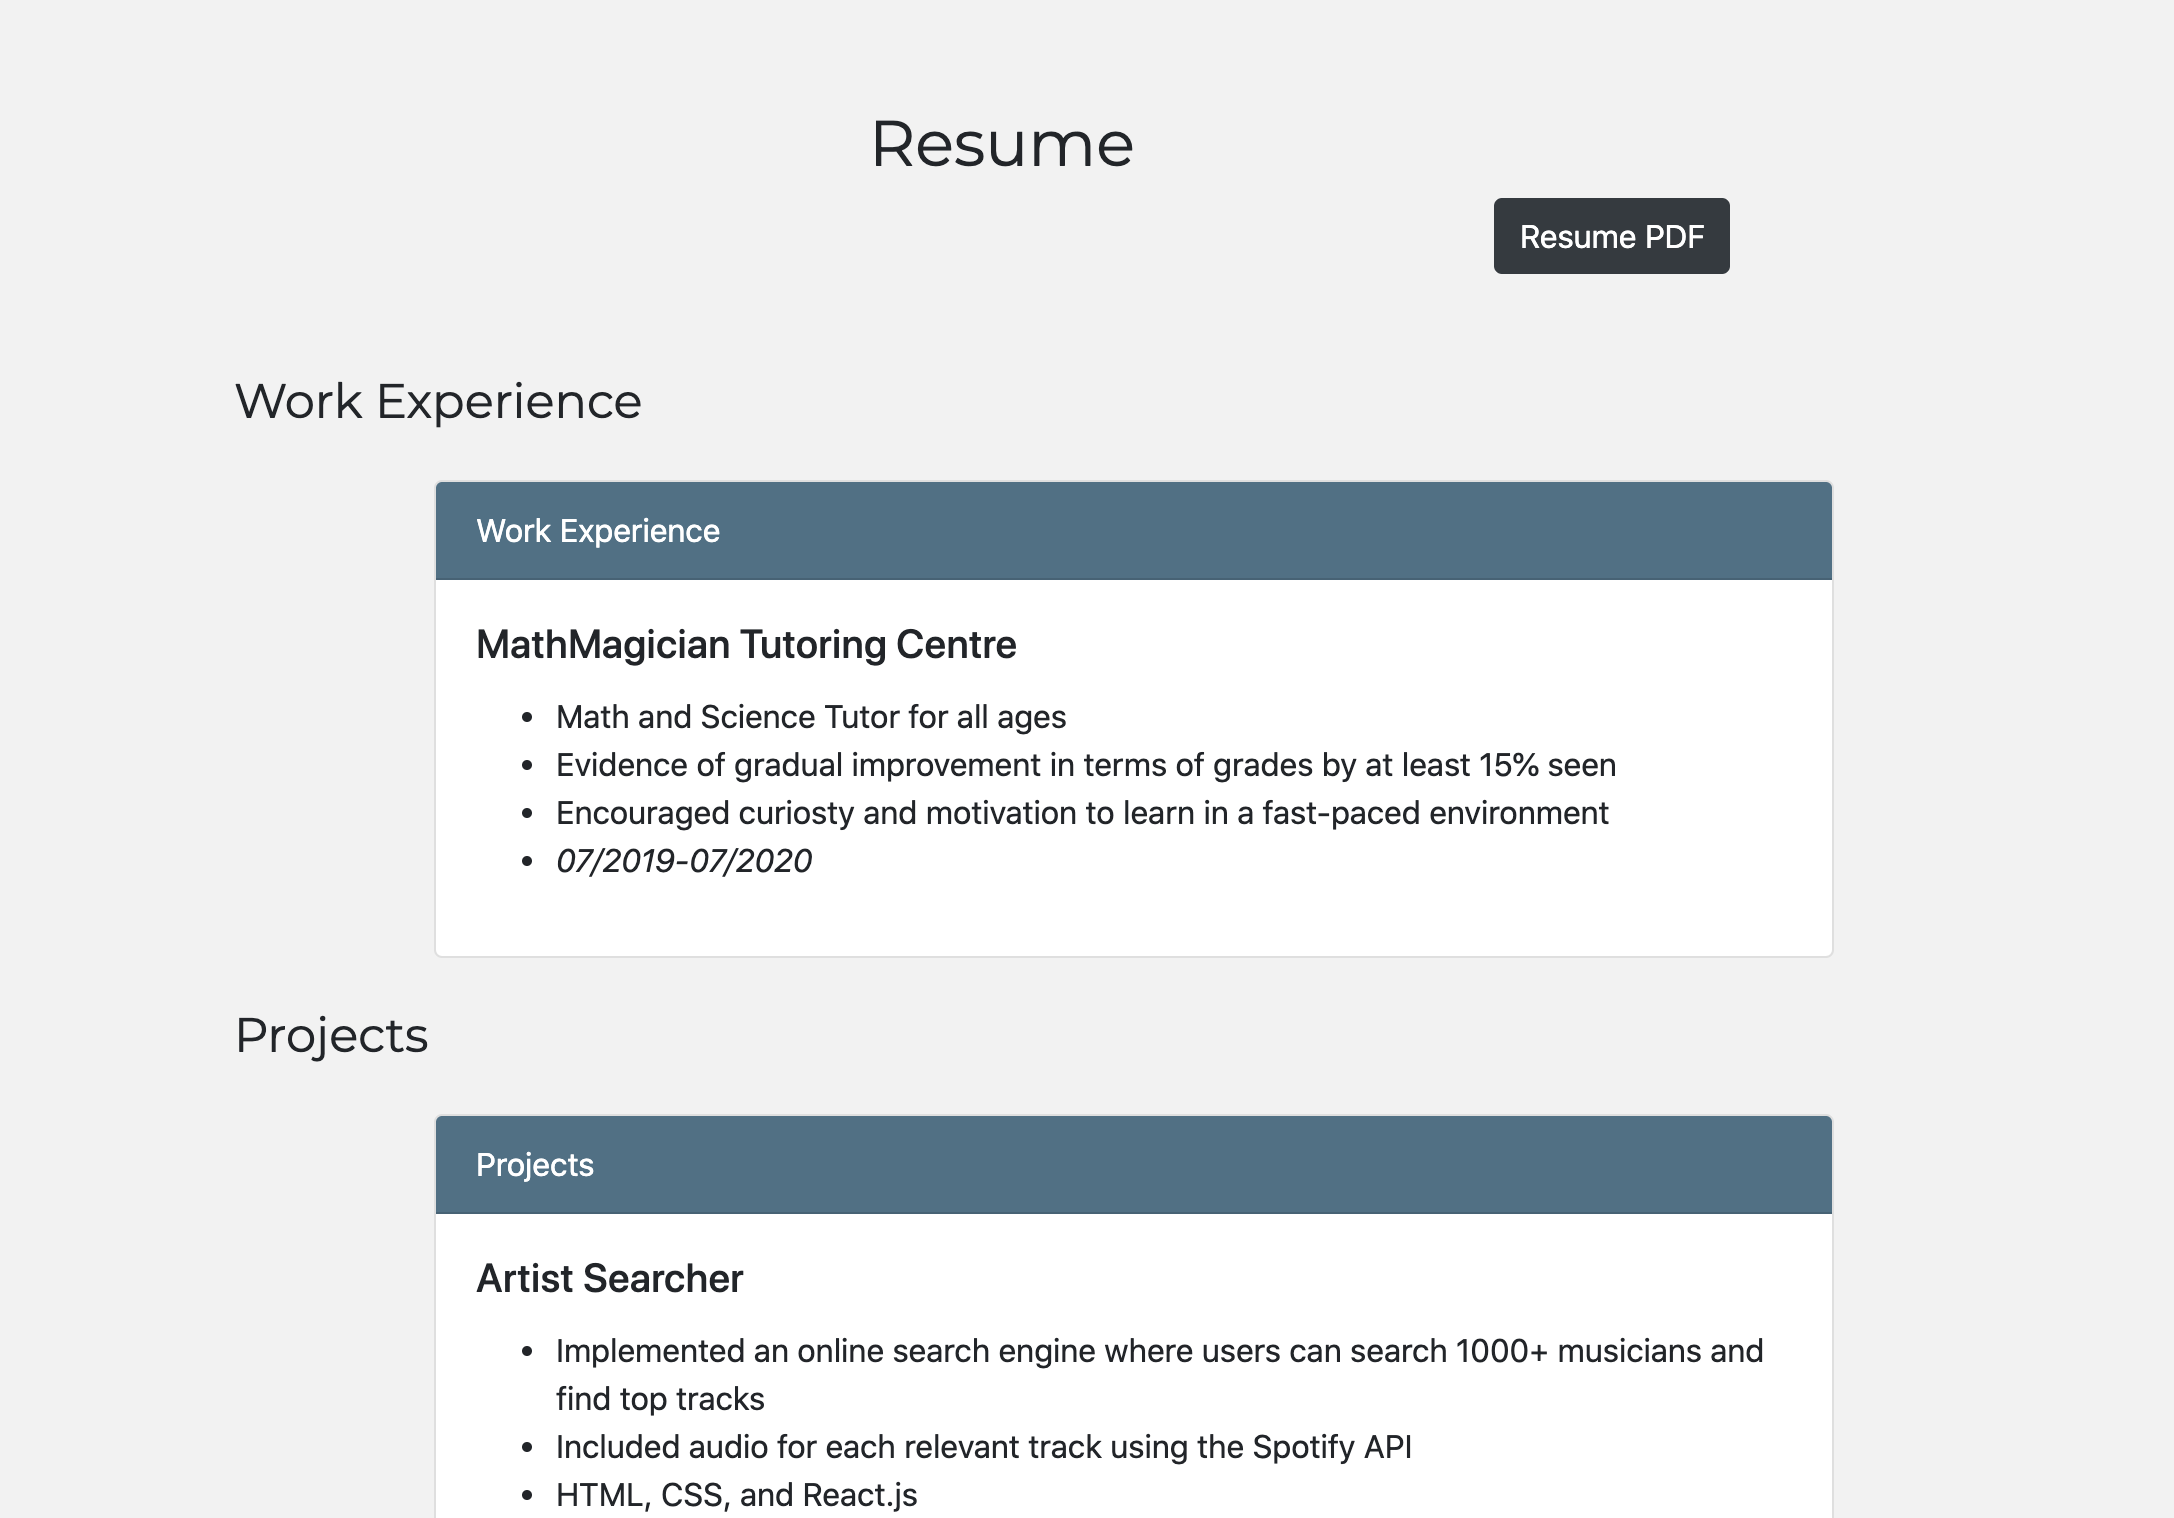 Resume
Resume PDF
Work Experience
Work Experience
MathMagician Tutoring Centre
• Math and Science Tutor for all ages
• Evidence of gradual improvement in terms of grades by at least 15% seen
• Encouraged curiosty and motivation to learn in a fast-paced environment
• 07/2019-07/2020
Projects
Projects
Artist Searcher
• Implemented an online search engine where users can search 1000+ musicians and
find top tracks
• Included audio for each relevant track using the Spotify API
• HTML, CSS, and React.js